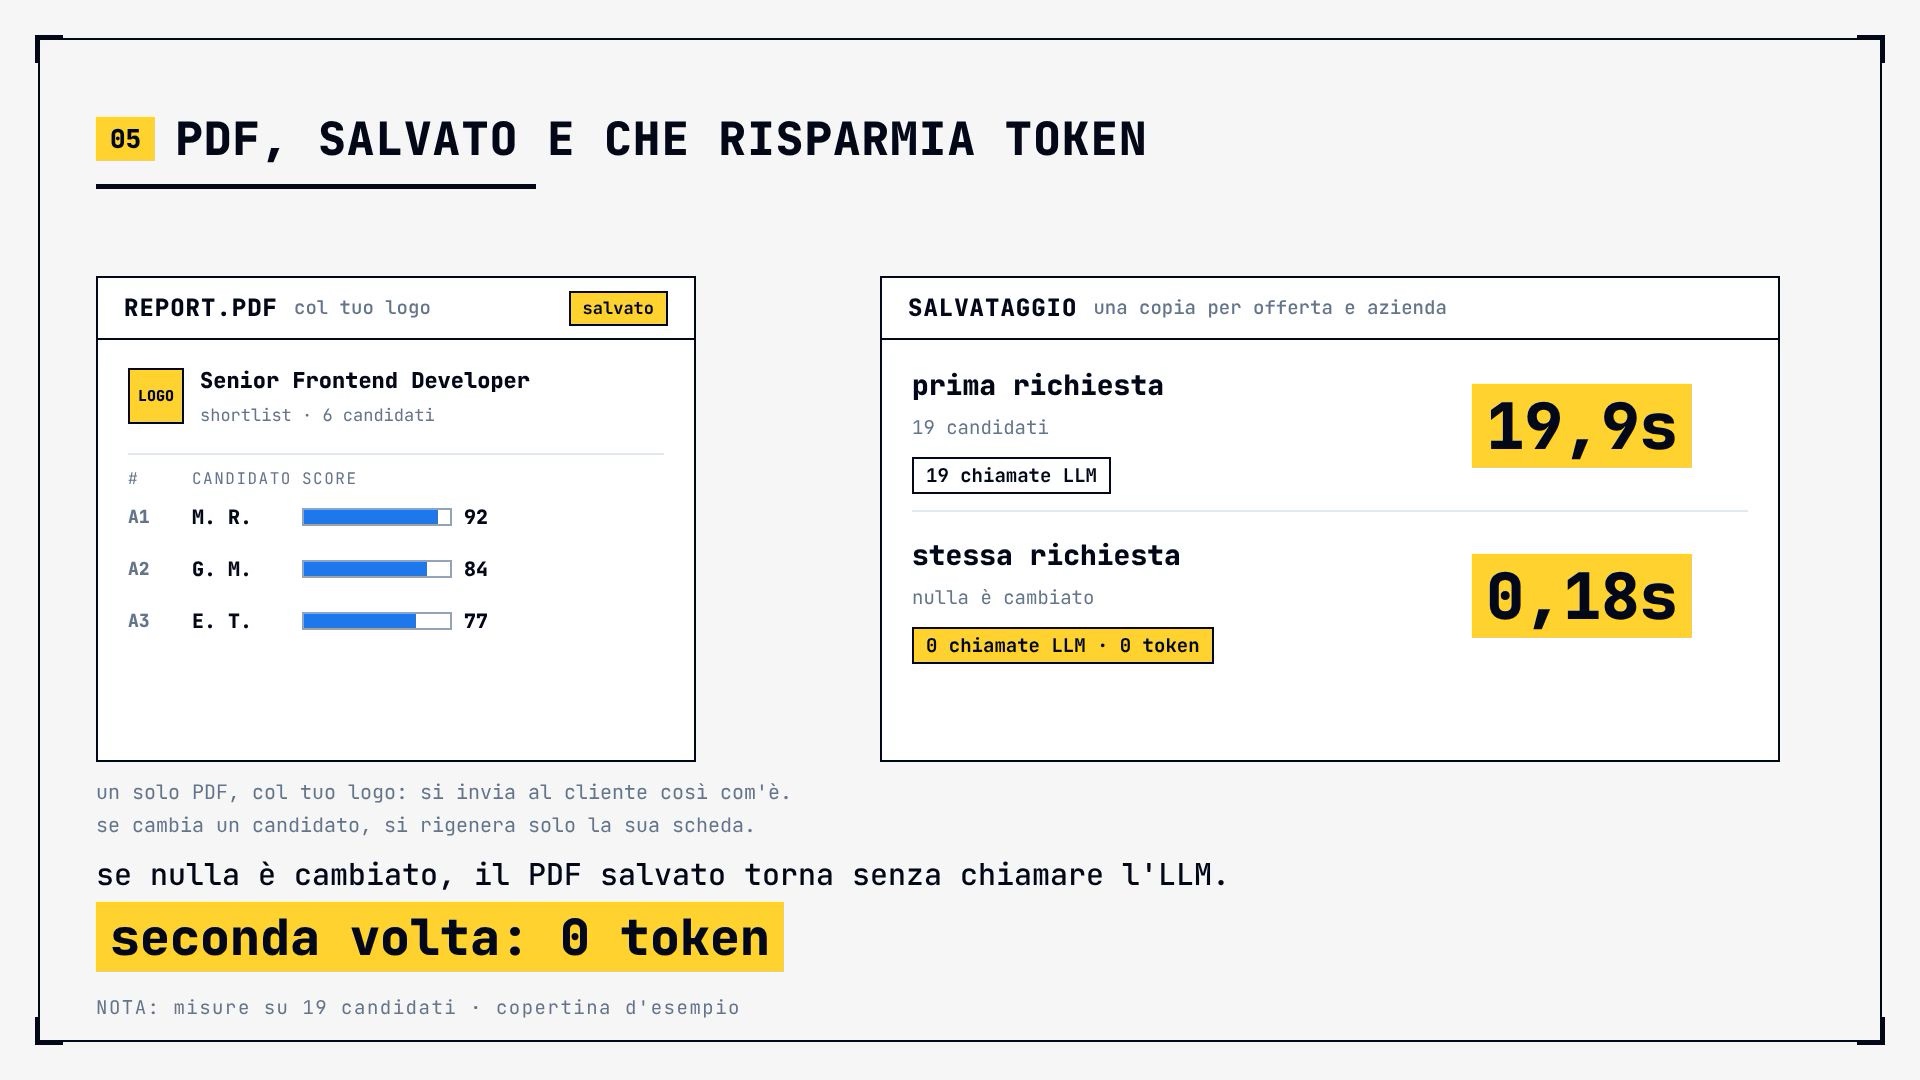 05 PDF, SALVATO E CHE RISPARMIA TOKEN
REPORT.PDF col tuo logo salvato
LOGO
Senior Frontend Developer
shortlist · 6 candidati
# CANDIDATO SCORE
A1 M. R. 92
A2 G. M. 84
A3 E. T. 77
SALVATAGGIO una copia per offerta e azienda
prima richiesta
19 candidati
19 chiamate LLM
19,9s
stessa richiesta
nulla è cambiato
0 chiamate LLM · 0 token
0,18s
un solo PDF, col tuo logo: si invia al cliente così com'è.
se cambia un candidato, si rigenera solo la sua scheda.
se nulla è cambiato, il PDF salvato torna senza chiamare l'LLM.
seconda volta: 0 token
NOTA: misure su 19 candidati · copertina d'esempio